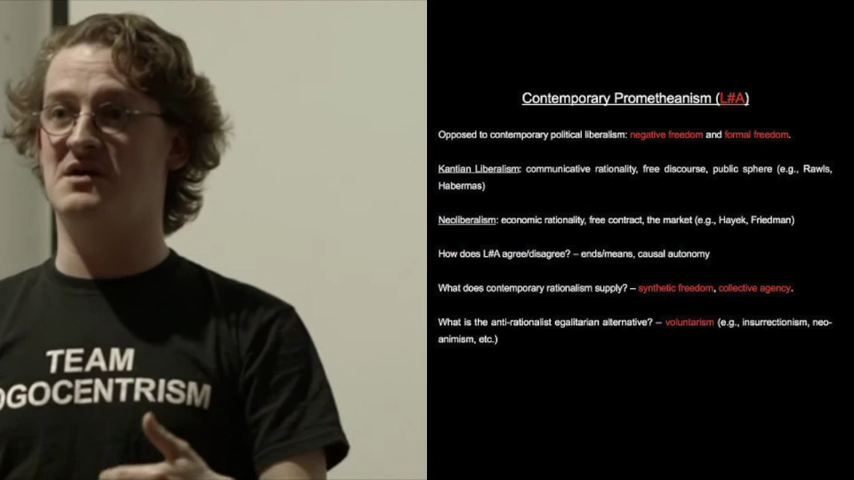 TEAM
OGOCENTRISM
Contemporary Prometheanism (L#A)
Opposed to contemporary political liberalism: negative freedom and formal freedom.
Kantian Liberalism: communicative rationality, free discourse, public sphere (e.g., Rawls,
Habermas)
Neoliberalism: economic rationality, free contract, the market (e.g., Hayek, Friedman)
How does L#A agree/disagree? – ends/means, causal autonomy
What does contemporary rationalism supply? – synthetic freedom, collective agency.
What is the anti-rationalist egalitarian alternative? – voluntarism (e.g., insurrectionism, neo-
animism, etc.)